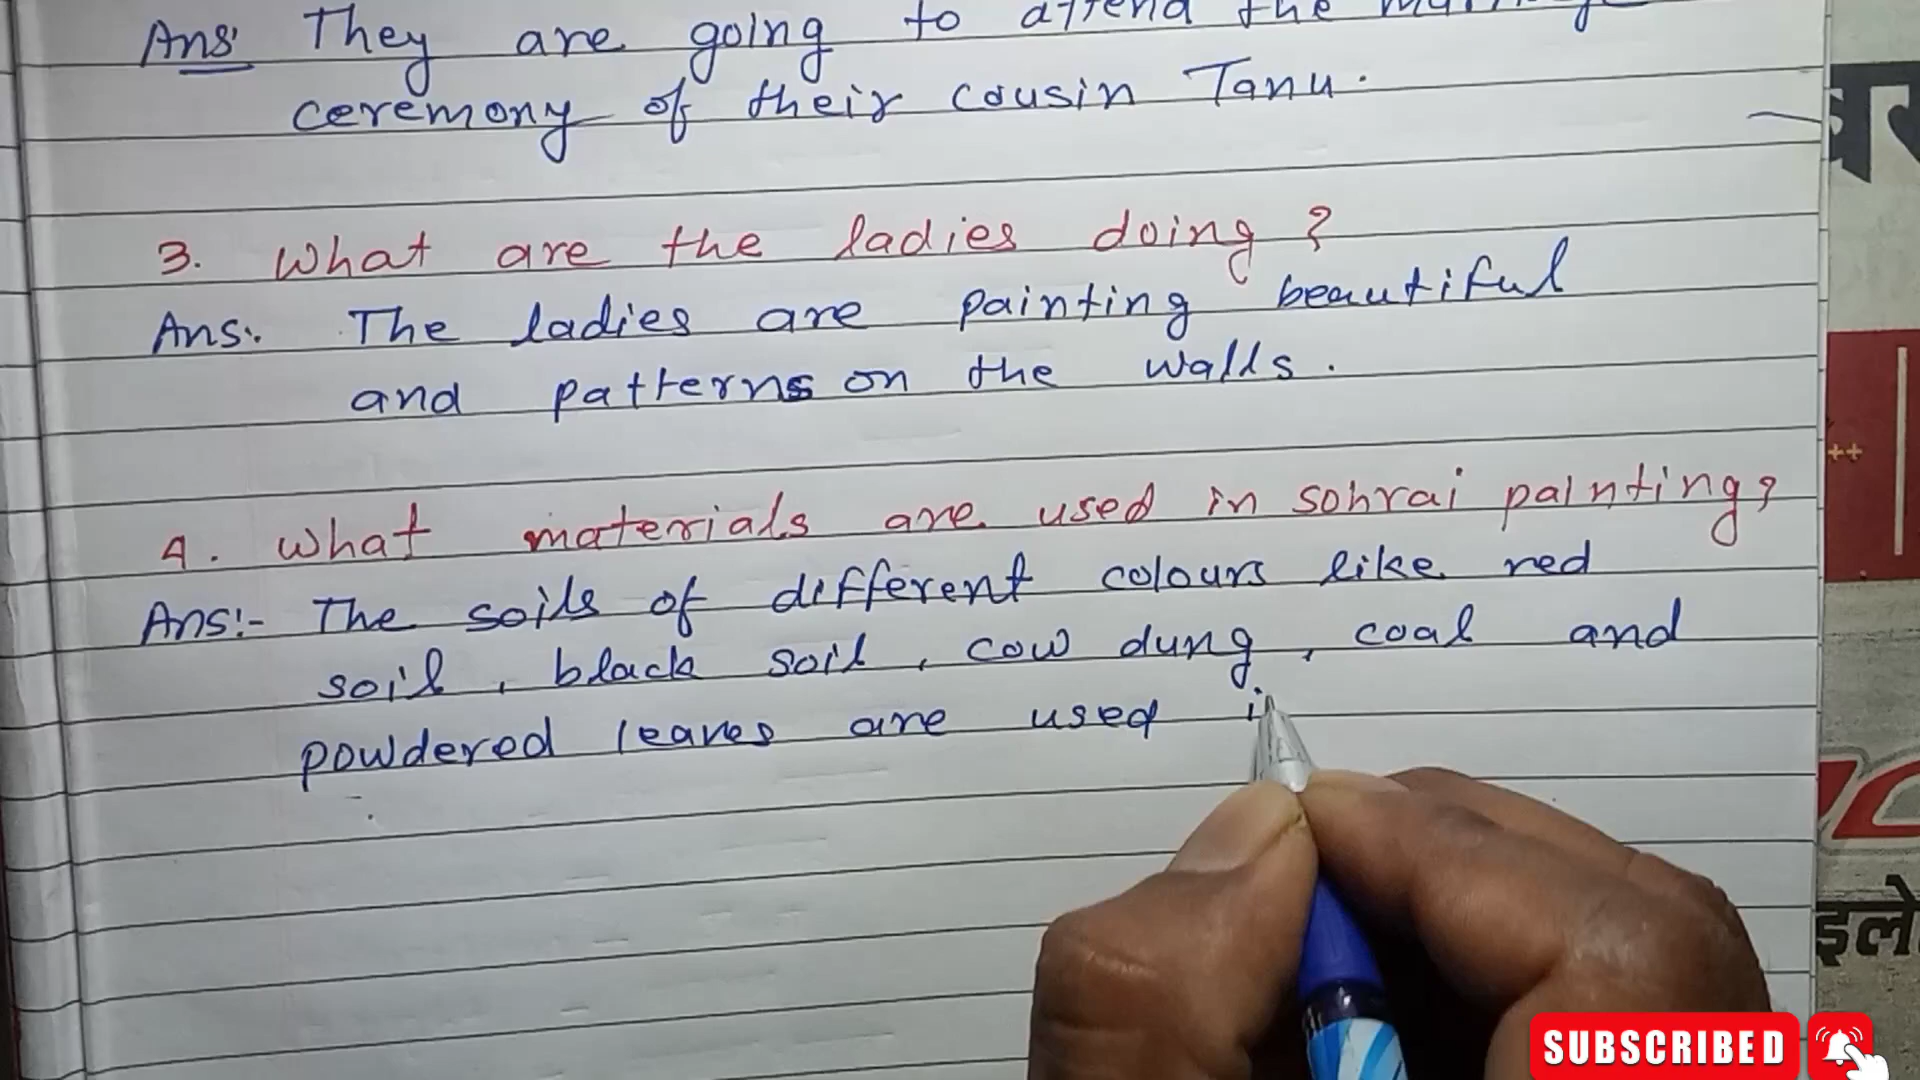 Ans: They are going to attend the
ceremony of their cousin Tanu.
3. What are the ladies doing?
Ans:. The ladies are painting beautiful
and patterns on the walls.
4. What materials are used in sohrai painting?
Ans:- The soils of different colours like red
soil, black soil, cow dung, coal and
powdered leaves are used i
SUBSCRIBED